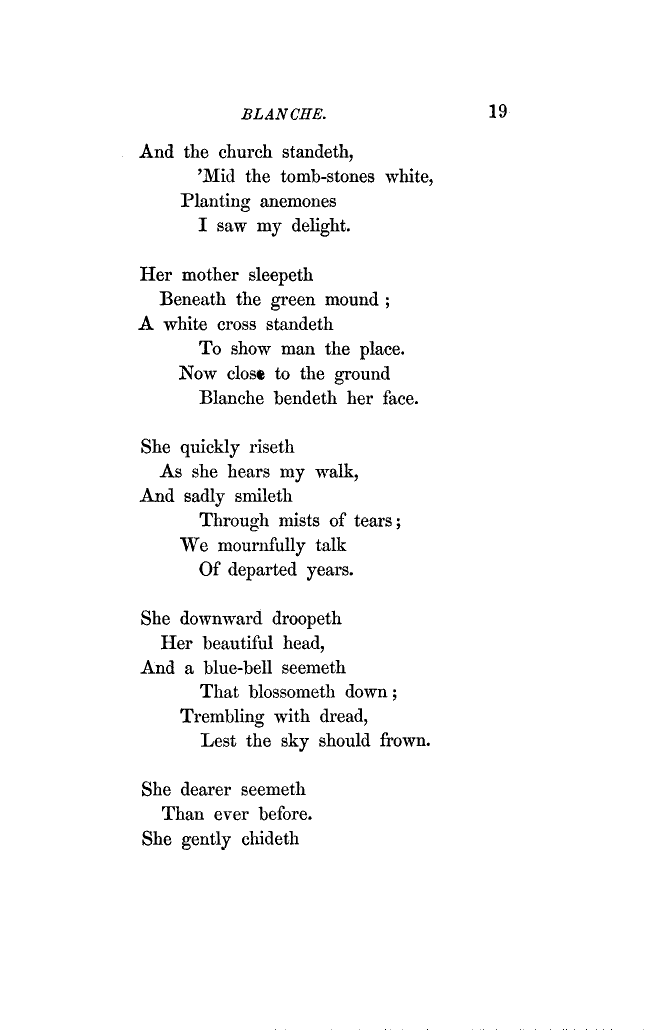 BLANCHE. 19
And the church standeth,
'Mid the tomb-stones white,
Planting anemones
I saw my delight.
Her mother sleepeth
Beneath the green mound ;
A white cross standeth
To show man the place.
Now close to the ground
Blanche bendeth her face.
She quickly riseth
As she hears my walk,
And sadly smileth
Through mists of tears ;
We mournfully talk
Of departed years.
She downward droopeth
Her beautiful head,
And a blue-bell seemeth
That blossometh down ;
Trembling with dread,
Lest the sky should frown.
She dearer seemeth
Than ever before.
She gently chideth